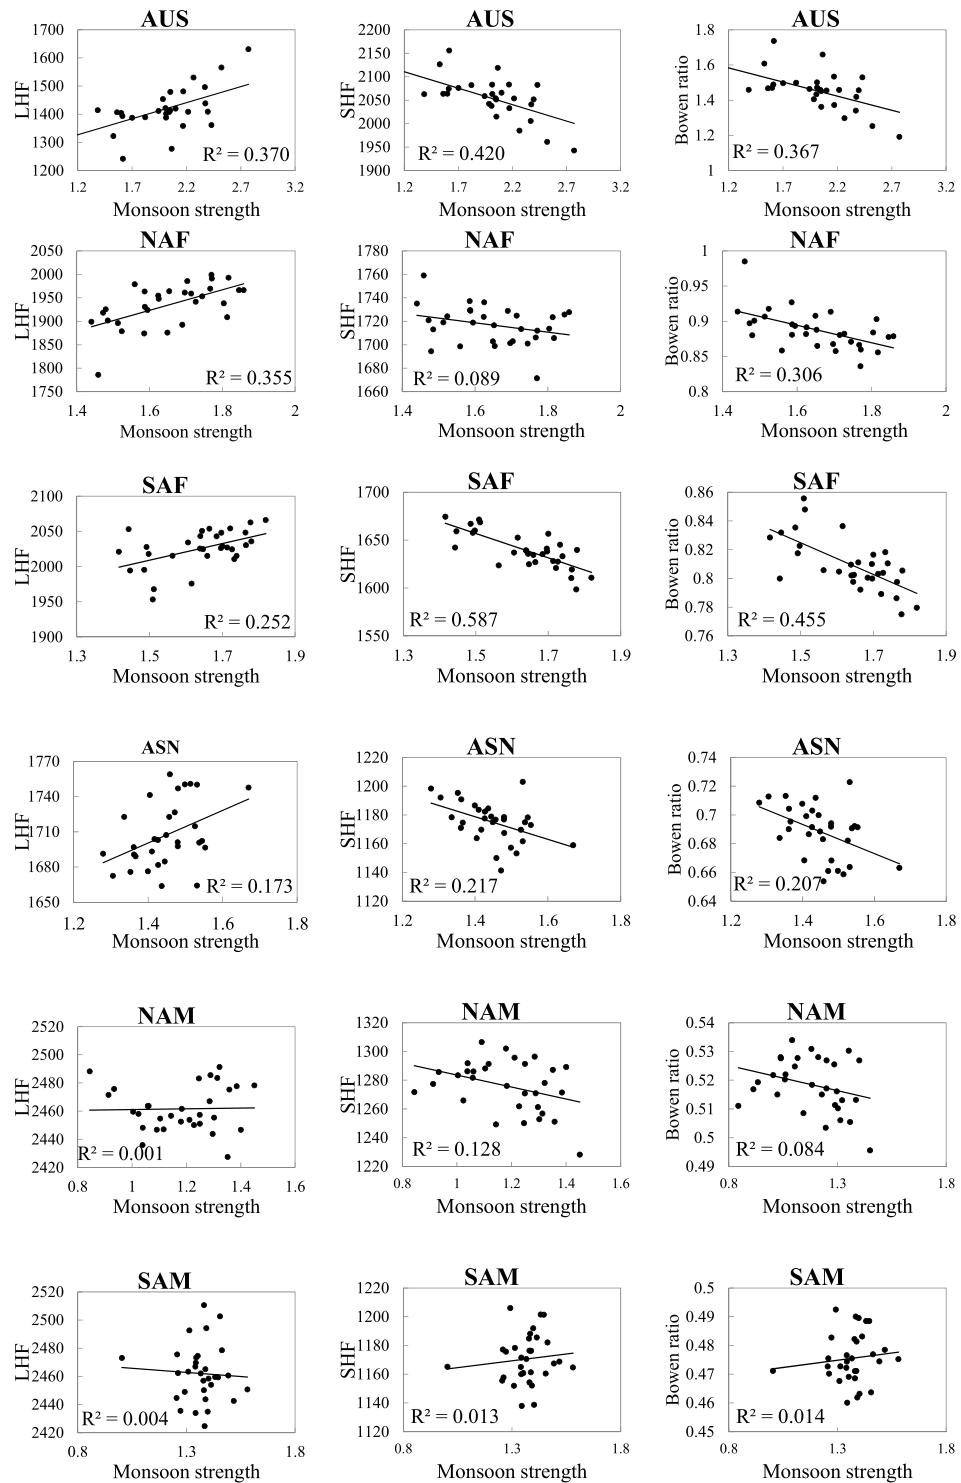 AUS AUS AUS
1700 2200 1.8
1600 2150
1500 2100 1.6
1400 2050 1.4
1300 2000
1200 1950 1.2
1900 1
LHF SHF Bowen ratio
R² = 0.370 R² = 0.420 R² = 0.367
1.2 1.7 2.2 2.7 3.2 1.2 1.7 2.2 2.7 3.2 1.2 1.7 2.2 2.7 3.2
Monsoon strength Monsoon strength Monsoon strength
NAF NAF NAF
2050 1780 1
2000 1760 0.95
1950 1740
1900 1720 0.9
1850 1700 0.85
1800 1680
1750 1660 0.8
LHF SHF Bowen ratio
R² = 0.355 R² = 0.089 R² = 0.306
1.4 1.6 1.8 2 1.4 1.6 1.8 2 1.4 1.6 1.8 2
Monsoon strength Monsoon strength Monsoon strength
SAF SAF SAF
2100 1700 0.86
2050 1650 0.84
2000 1600 0.82
1950 1550 0.8
1900 0.78
0.76
LHF SHF Bowen ratio
R² = 0.252 R² = 0.587 R² = 0.455
1.3 1.5 1.7 1.9 1.3 1.5 1.7 1.9 1.3 1.5 1.7 1.9
Monsoon strength Monsoon strength Monsoon strength
ASN ASN ASN
1770 1220 0.74
1740 1200 0.72
1710 1180 0.7
1680 1160 0.68
1650 1140 0.66
1120 0.64
LHF SHF Bowen ratio
R² = 0.173 R² = 0.217 R² = 0.207
1.2 1.4 1.6 1.8 1.2 1.4 1.6 1.8 1.2 1.4 1.6 1.8
Monsoon strength Monsoon strength Monsoon strength
NAM NAM NAM
2520 1320 0.54
2500 1300 0.53
2480 1280 0.52
2460 1260 0.51
2440 1240 0.5
2420 1220 0.49
LHF SHF Bowen ratio
R² = 0.001 R² = 0.128 R² = 0.084
0.8 1 1.2 1.4 1.6 0.8 1 1.2 1.4 1.6 0.8 1.3 1.8
Monsoon strength Monsoon strength Monsoon strength
SAM SAM SAM
2520 1220 0.5
2500 1200 0.49
2480 1180 0.48
2460 1160 0.47
2440 1140 0.46
2420 1120 0.45
LHF SHF Bowen ratio
R² = 0.004 R² = 0.013 R² = 0.014
0.8 1.3 1.8 0.8 1.3 1.8 0.8 1.3 1.8
Monsoon strength Monsoon strength Monsoon strength